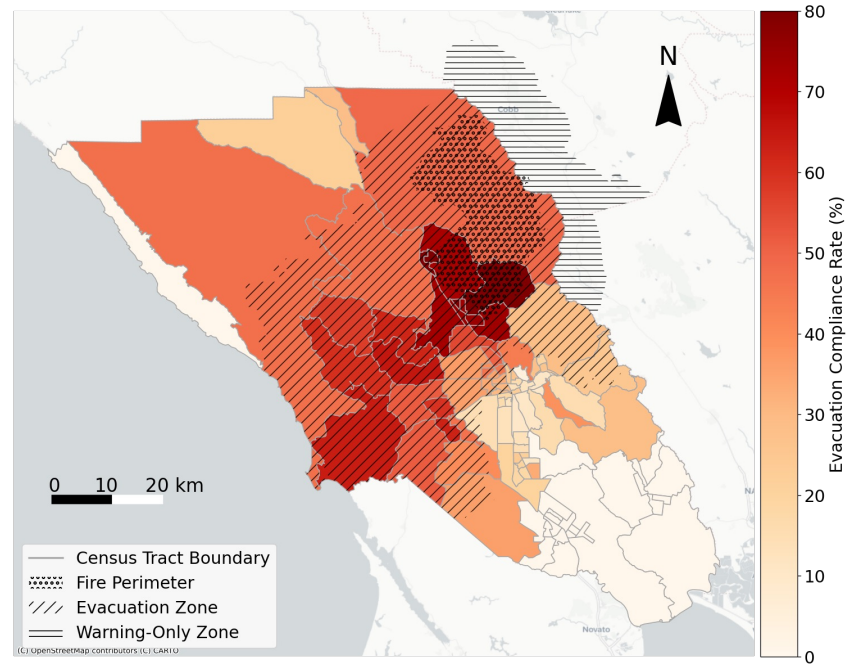 Cobb
N
0 10 20 km
Census Tract Boundary
Fire Perimeter
Evacuation Zone
Warning-Only Zone
(C) OpenStreetMap contributors (C) CARTO
Novato
NA
80
70
60
50
40
30
20
10
0
Evacuation Compliance Rate (%)